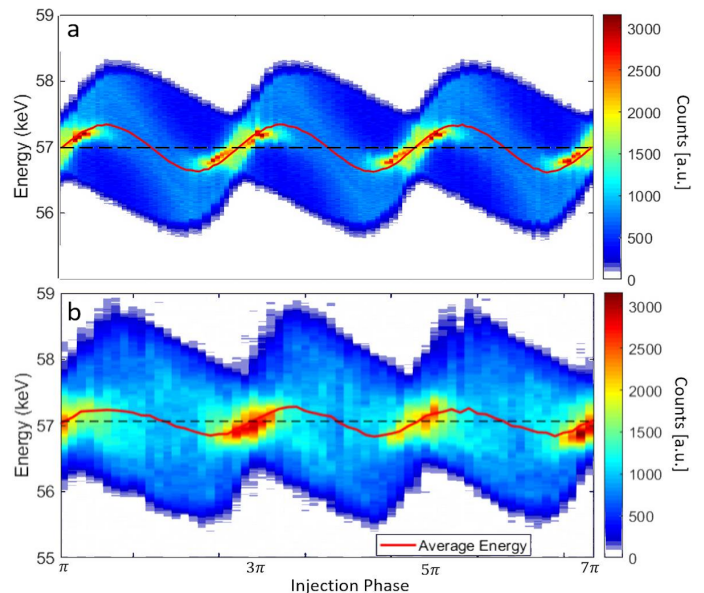 a
59
58
57
56
Energy (keV)
3000
2500
2000
1500
1000
500
0
Counts [a.u.]
b
59
58
57
56
55
Energy (keV)
3000
2500
2000
1500
1000
500
0
Counts [a.u.]
Average Energy
π 3π 5π 7π
Injection Phase